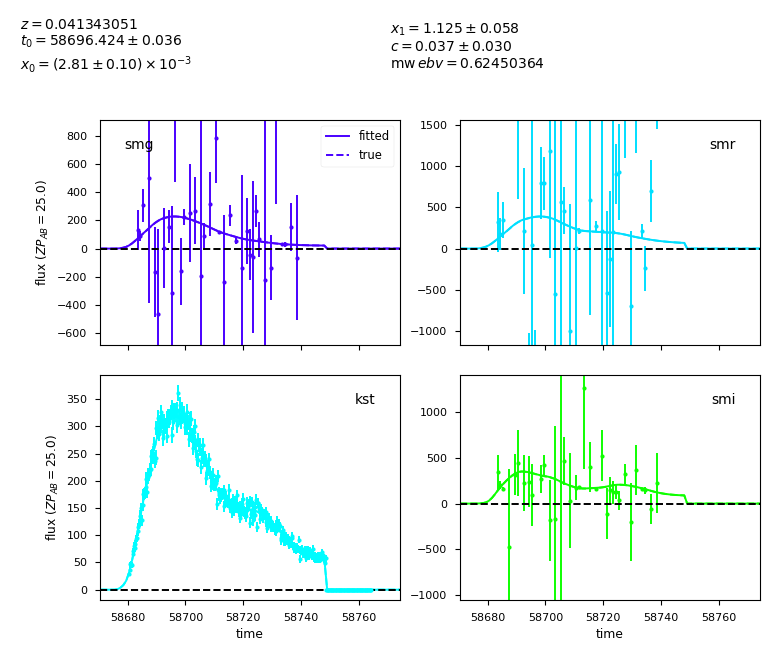 z = 0.041343051
t₀ = 58696.424 ± 0.036
x₀ = (2.81 ± 0.10) × 10⁻³
x₁ = 1.125 ± 0.058
c = 0.037 ± 0.030
mw ebv = 0.62450364
smg
fitted
true
800
600
400
200
0
−200
−400
−600
flux (ZP_AB = 25.0)
smr
1500
1000
500
0
−500
−1000
kst
350
300
250
200
150
100
50
0
flux (ZP_AB = 25.0)
58680 58700 58720 58740 58760
time
smi
1000
500
0
−500
−1000
58680 58700 58720 58740 58760
time